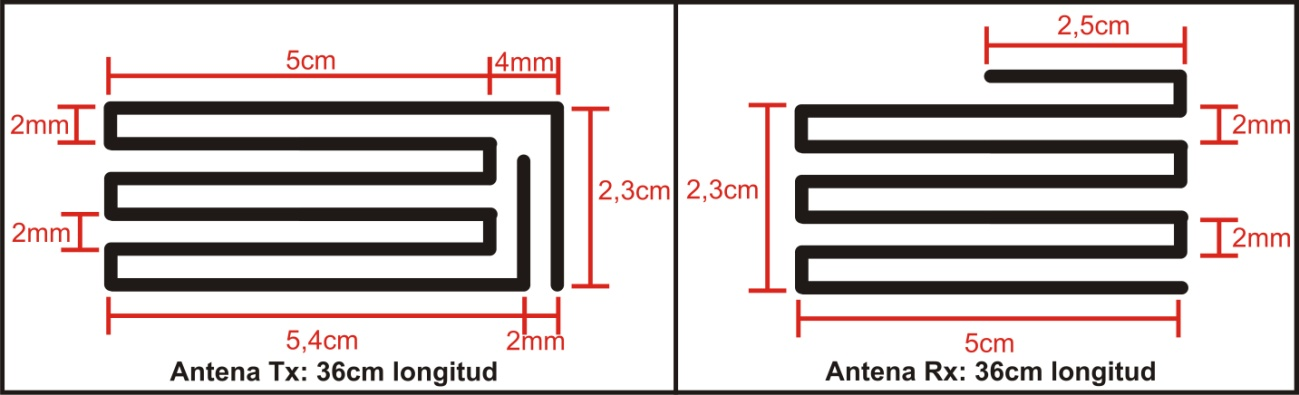 5cm
4mm
2mm
2,3cm
2mm
5,4cm
2mm
Antena Tx: 36cm longitud
2,5cm
2mm
2,3cm
2mm
5cm
Antena Rx: 36cm longitud